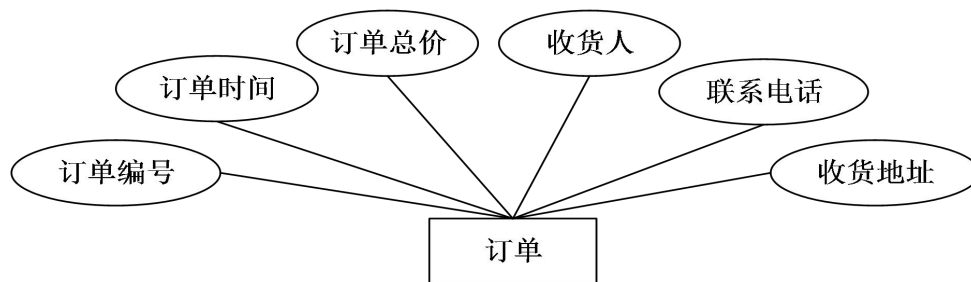 订单总价
收货人
订单时间
联系电话
订单编号
收货地址
订单